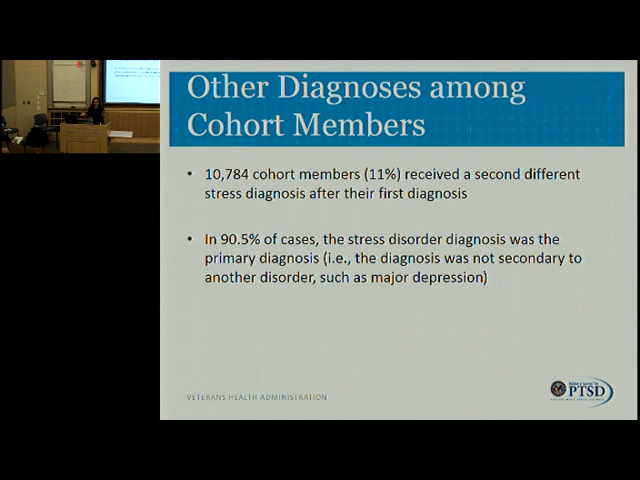 Other Diagnoses among
Cohort Members
• 10,784 cohort members (11%) received a second different
stress diagnosis after their first diagnosis
• In 90.5% of cases, the stress disorder diagnosis was the
primary diagnosis (i.e., the diagnosis was not secondary to
another disorder, such as major depression)
VETERANS HEALTH ADMINISTRATION
PTSD